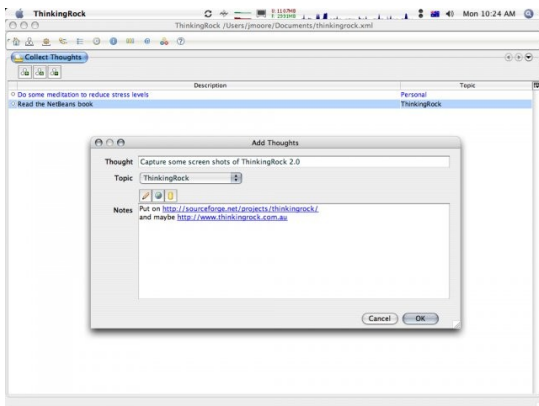 ThinkingRock
Mon 10:24 AM
ThinkingRock /Users/jmoore/Documents/thinkingrock.xml
Collect Thoughts
Description Topic
Do some meditation to reduce stress levels Personal
Read the NetBeans book ThinkingRock
Add Thoughts
Thought Capture some screen shots of ThinkingRock 2.0
Topic ThinkingRock
Notes Put on http://sourceforge.net/projects/thinkingrock/
and maybe http://www.thinkingrock.com.au
Cancel OK